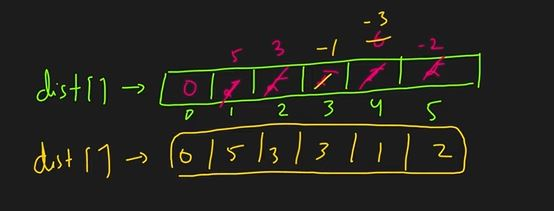 -3
5 3 -1 6 -2
dist[] → 0
0 1 2 3 4 5
dist[] → 0 5 3 3 1 2